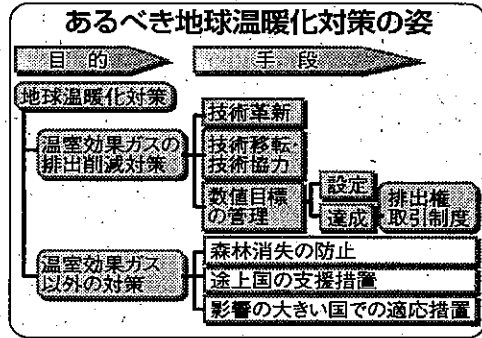 あるべき地球温暖化対策の姿
目的
手段
地球温暖化対策
温室効果ガスの
排出削減対策
技術革新
技術移転・
技術協力
数値目標
の管理
設定
達成
排出権
取引制度
温室効果ガス
以外の対策
森林消失の防止
途上国の支援措置
影響の大きい国での適応措置